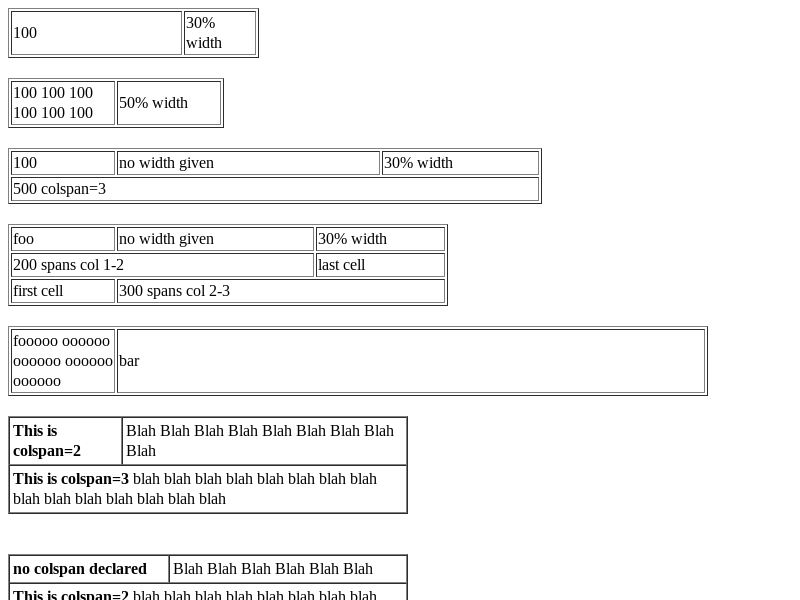 100
30%
width
100 100 100
100 100 100
50% width
100
no width given
30% width
500 colspan=3
foo
no width given
30% width
200 spans col 1-2
last cell
first cell
300 spans col 2-3
fooooo oooooo
oooooo oooooo
oooooo
bar
This is
colspan=2
Blah Blah Blah Blah Blah Blah Blah Blah
Blah
This is colspan=3 blah blah blah blah blah blah blah blah
blah blah blah blah blah blah blah
no colspan declared
Blah Blah Blah Blah Blah Blah
This is colspan=2 blah blah blah blah blah blah blah blah